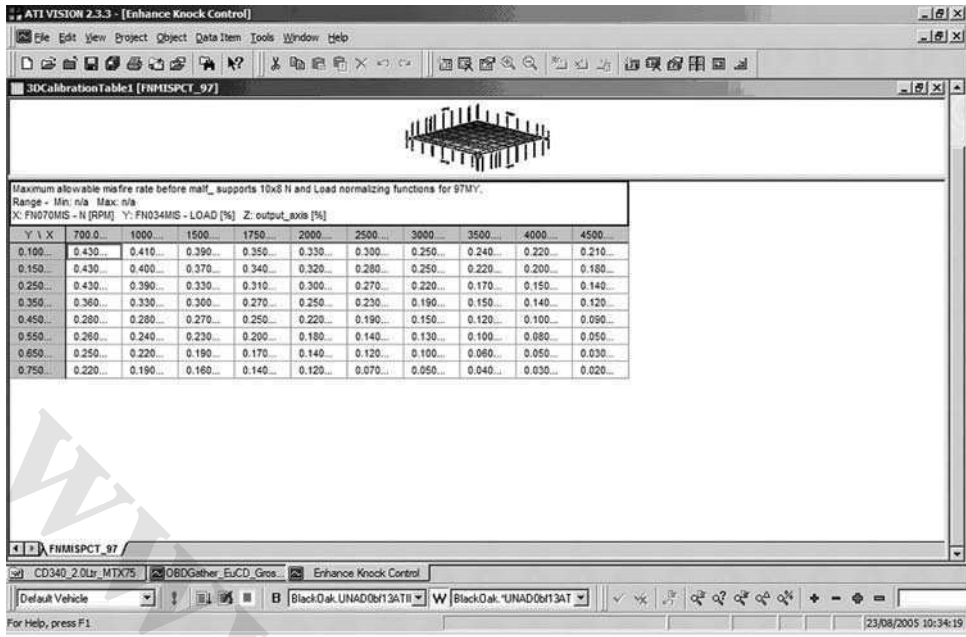 ATI VISION 2.3.3 - [Enhance Knock Control]
File Edit View Project Object Data Item Tools Window Help
3DCalibrationTable1 [FNMISPCT_97]
Maximum allowable misfire rate before malf_ supports 10x8 N and Load normalizing functions for 97MY.
Range - Min: n/a Max: n/a
X: FN070MIS - N [RPM] Y: FN034MIS - LOAD [%] Z: output_axis [%]
Y \ X 700.0... 1000.... 1500.... 1750.... 2000.... 2500.... 3000.... 3500.... 4000.... 4500....
0.100... 0.430... 0.410... 0.390... 0.350... 0.330... 0.300... 0.250... 0.240... 0.220... 0.210...
0.150... 0.430... 0.400... 0.370... 0.340... 0.320... 0.280... 0.250... 0.220... 0.200... 0.180...
0.250... 0.430... 0.390... 0.330... 0.310... 0.300... 0.270... 0.220... 0.170... 0.150... 0.140...
0.350... 0.360... 0.330... 0.300... 0.270... 0.250... 0.230... 0.190... 0.150... 0.140... 0.120...
0.450... 0.280... 0.280... 0.270... 0.250... 0.220... 0.190... 0.150... 0.120... 0.100... 0.090...
0.550... 0.260... 0.240... 0.230... 0.200... 0.180... 0.140... 0.130... 0.100... 0.080... 0.050...
0.650... 0.250... 0.220... 0.190... 0.170... 0.140... 0.120... 0.100... 0.060... 0.050... 0.030...
0.750... 0.220... 0.190... 0.160... 0.140... 0.120... 0.070... 0.050... 0.040... 0.030... 0.020...
FNMISPCT_97
CD340_2.0Ltr_MTX75 OBDGather_EuCD_Gros... Enhance Knock Control
Default Vehicle B BlackOak.UNAD0bf13ATII W BlackOak.*UNAD0bf13AT
For Help, press F1 23/08/2005 10:34:19